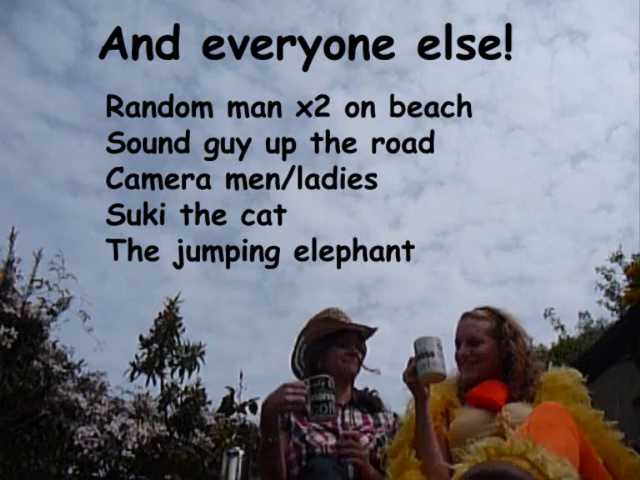 And everyone else!
Random man x2 on beach
Sound guy up the road
Camera men/ladies
Suki the cat
The jumping elephant